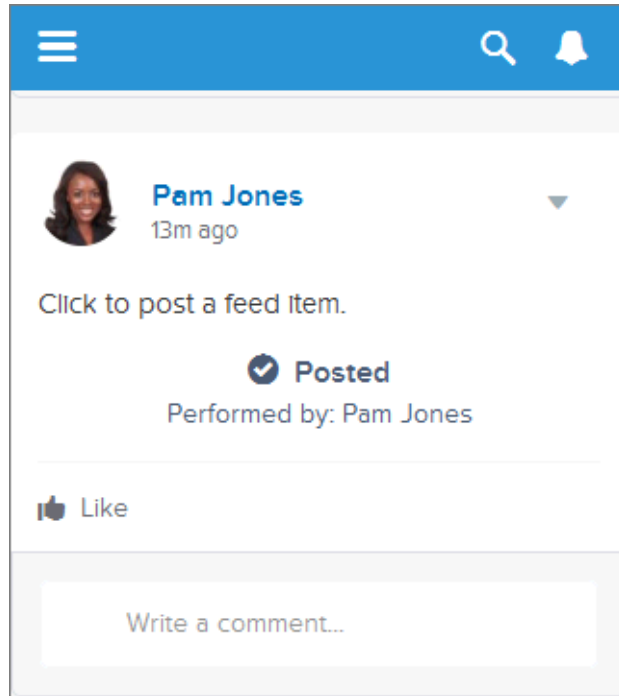 Pam Jones
13m ago
Click to post a feed item.
Posted
Performed by: Pam Jones
Like
Write a comment...